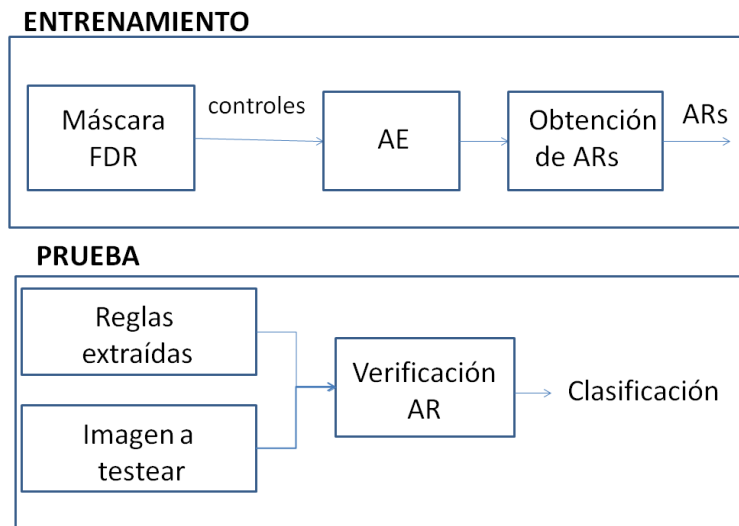 ENTRENAMIENTO
Máscara
FDR
controles
AE
Obtención
de ARs
ARs
PRUEBA
Reglas
extraídas
Imagen a
testear
Verificación
AR
Clasificación